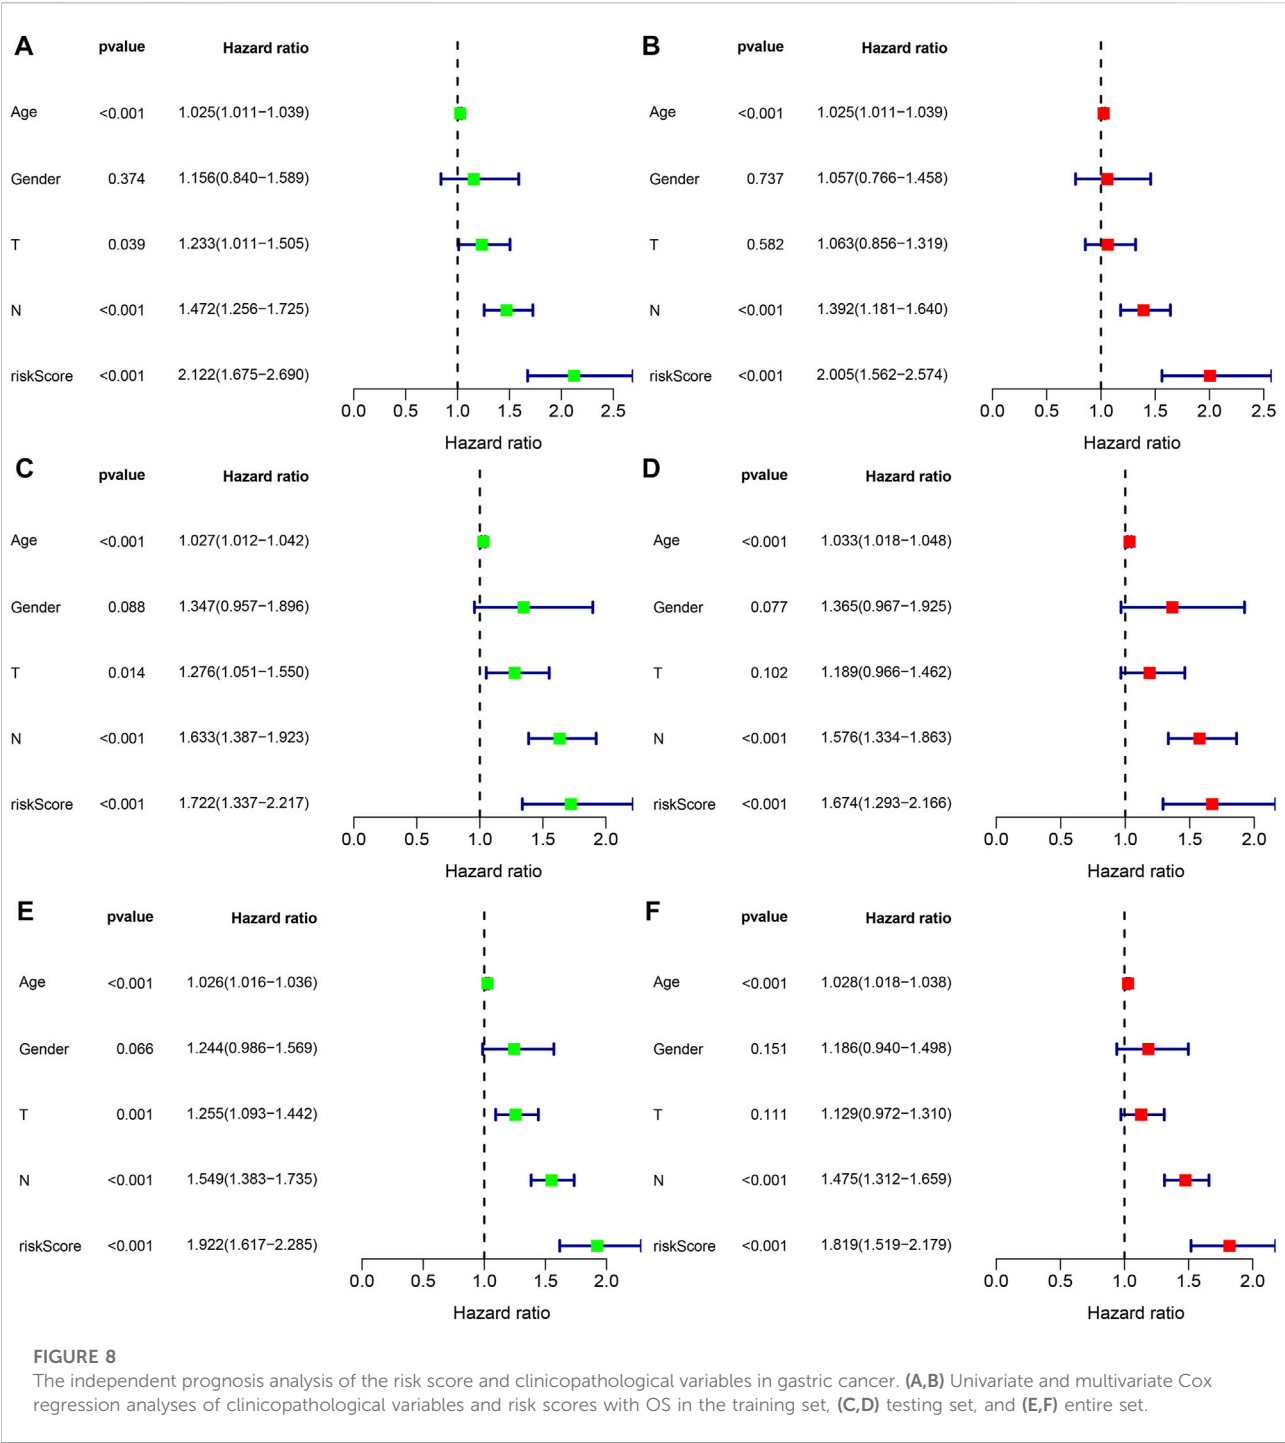 A pvalue Hazard ratio
Age <0.001 1.025(1.011−1.039)
Gender 0.374 1.156(0.840−1.589)
T 0.039 1.233(1.011−1.505)
N <0.001 1.472(1.256−1.725)
riskScore <0.001 2.122(1.675−2.690)
0.0 0.5 1.0 1.5 2.0 2.5
Hazard ratio
B pvalue Hazard ratio
Age <0.001 1.025(1.011−1.039)
Gender 0.737 1.057(0.766−1.458)
T 0.582 1.063(0.856−1.319)
N <0.001 1.392(1.181−1.640)
riskScore <0.001 2.005(1.562−2.574)
0.0 0.5 1.0 1.5 2.0 2.5
Hazard ratio
C pvalue Hazard ratio
Age <0.001 1.027(1.012−1.042)
Gender 0.088 1.347(0.957−1.896)
T 0.014 1.276(1.051−1.550)
N <0.001 1.633(1.387−1.923)
riskScore <0.001 1.722(1.337−2.217)
0.0 0.5 1.0 1.5 2.0
Hazard ratio
D pvalue Hazard ratio
Age <0.001 1.033(1.018−1.048)
Gender 0.077 1.365(0.967−1.925)
T 0.102 1.189(0.966−1.462)
N <0.001 1.576(1.334−1.863)
riskScore <0.001 1.674(1.293−2.166)
0.0 0.5 1.0 1.5 2.0
Hazard ratio
E pvalue Hazard ratio
Age <0.001 1.026(1.016−1.036)
Gender 0.066 1.244(0.986−1.569)
T 0.001 1.255(1.093−1.442)
N <0.001 1.549(1.383−1.735)
riskScore <0.001 1.922(1.617−2.285)
0.0 0.5 1.0 1.5 2.0
Hazard ratio
F pvalue Hazard ratio
Age <0.001 1.028(1.018−1.038)
Gender 0.151 1.186(0.940−1.498)
T 0.111 1.129(0.972−1.310)
N <0.001 1.475(1.312−1.659)
riskScore <0.001 1.819(1.519−2.179)
0.0 0.5 1.0 1.5 2.0
Hazard ratio
FIGURE 8
The independent prognosis analysis of the risk score and clinicopathological variables in gastric cancer. (A,B) Univariate and multivariate Cox
regression analyses of clinicopathological variables and risk scores with OS in the training set, (C,D) testing set, and (E,F) entire set.